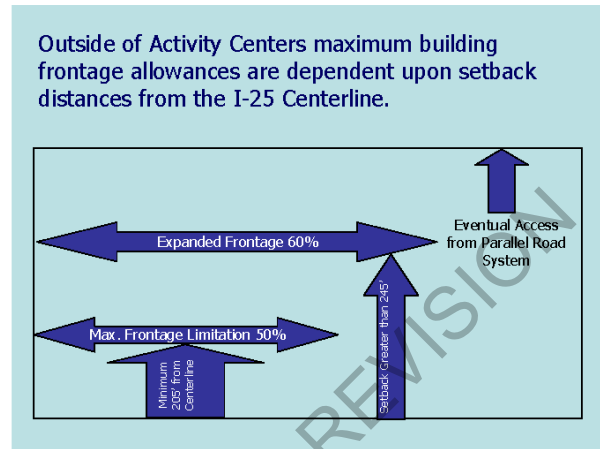 Outside of Activity Centers maximum building
frontage allowances are dependent upon setback
distances from the I-25 Centerline.
Eventual Access
from Parallel Road
System
Expanded Frontage 60%
Setback Greater than 245'
Max. Frontage Limitation 50%
Minimum
205' from
Centerline
REVISION